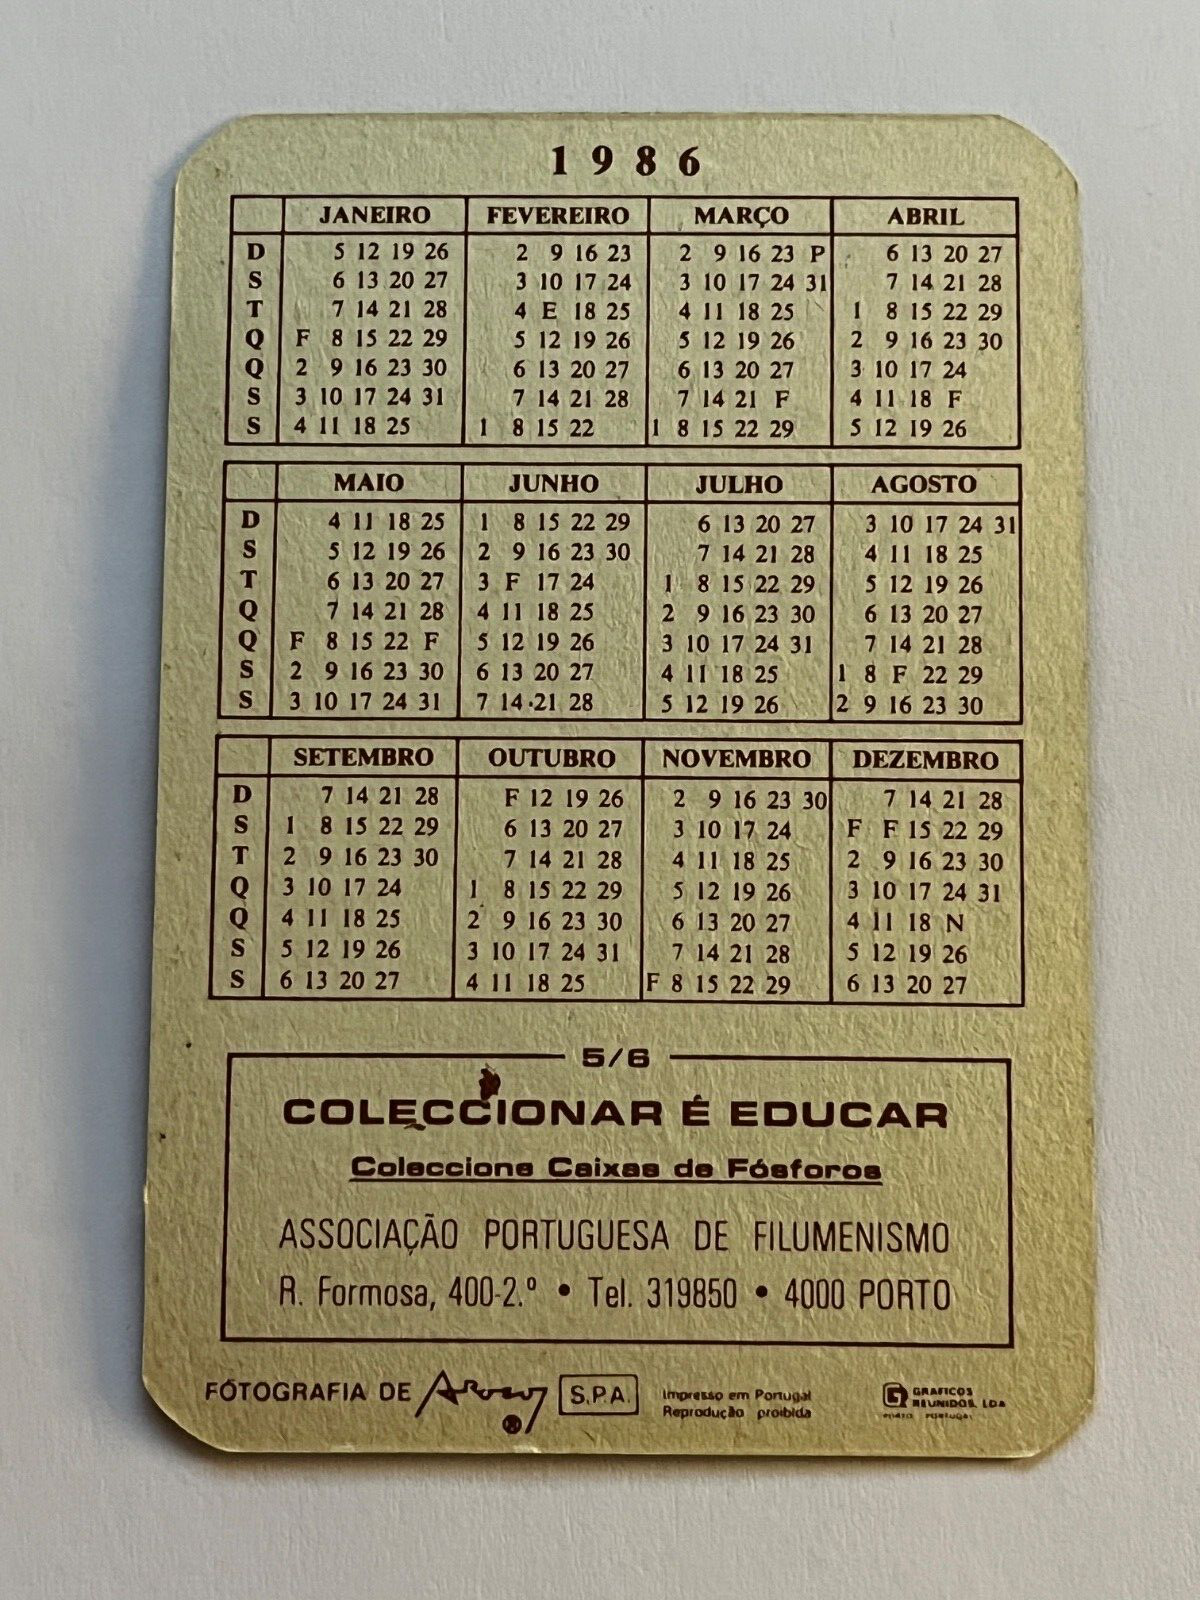 1 9 8 6
JANEIRO FEVEREIRO MARÇO ABRIL
D 5 12 19 26 2 9 16 23 2 9 16 23 P 6 13 20 27
S 6 13 20 27 3 10 17 24 3 10 17 24 31 7 14 21 28
T 7 14 21 28 4 E 18 25 4 11 18 25 1 8 15 22 29
Q F 8 15 22 29 5 12 19 26 5 12 19 26 2 9 16 23 30
Q 2 9 16 23 30 6 13 20 27 6 13 20 27 3 10 17 24
S 3 10 17 24 31 7 14 21 28 7 14 21 F 4 11 18 F
S 4 11 18 25 1 8 15 22 1 8 15 22 29 5 12 19 26
MAIO JUNHO JULHO AGOSTO
D 4 11 18 25 1 8 15 22 29 6 13 20 27 3 10 17 24 31
S 5 12 19 26 2 9 16 23 30 7 14 21 28 4 11 18 25
T 6 13 20 27 3 F 17 24 1 8 15 22 29 5 12 19 26
Q 7 14 21 28 4 11 18 25 2 9 16 23 30 6 13 20 27
Q F 8 15 22 F 5 12 19 26 3 10 17 24 31 7 14 21 28
S 2 9 16 23 30 6 13 20 27 4 11 18 25 1 8 F 22 29
S 3 10 17 24 31 7 14 21 28 5 12 19 26 2 9 16 23 30
SETEMBRO OUTUBRO NOVEMBRO DEZEMBRO
D 7 14 21 28 F 12 19 26 2 9 16 23 30 7 14 21 28
S 1 8 15 22 29 6 13 20 27 3 10 17 24 F F 15 22 29
T 2 9 16 23 30 7 14 21 28 4 11 18 25 2 9 16 23 30
Q 3 10 17 24 1 8 15 22 29 5 12 19 26 3 10 17 24 31
Q 4 11 18 25 2 9 16 23 30 6 13 20 27 4 11 18 N
S 5 12 19 26 3 10 17 24 31 7 14 21 28 5 12 19 26
S 6 13 20 27 4 11 18 25 F 8 15 22 29 6 13 20 27
5/6
COLECCIONAR É EDUCAR
Coleccione Caixas de Fósforos
ASSOCIAÇÃO PORTUGUESA DE FILUMENISMO
R. Formosa, 400-2.º • Tel. 319850 • 4000 PORTO
FÓTOGRAFIA DE
S.P.A.
Impresso em Portugal
Reprodução proibida
GRAFICOS
REUNIDOS, LDA
PORTO PORTUGAL